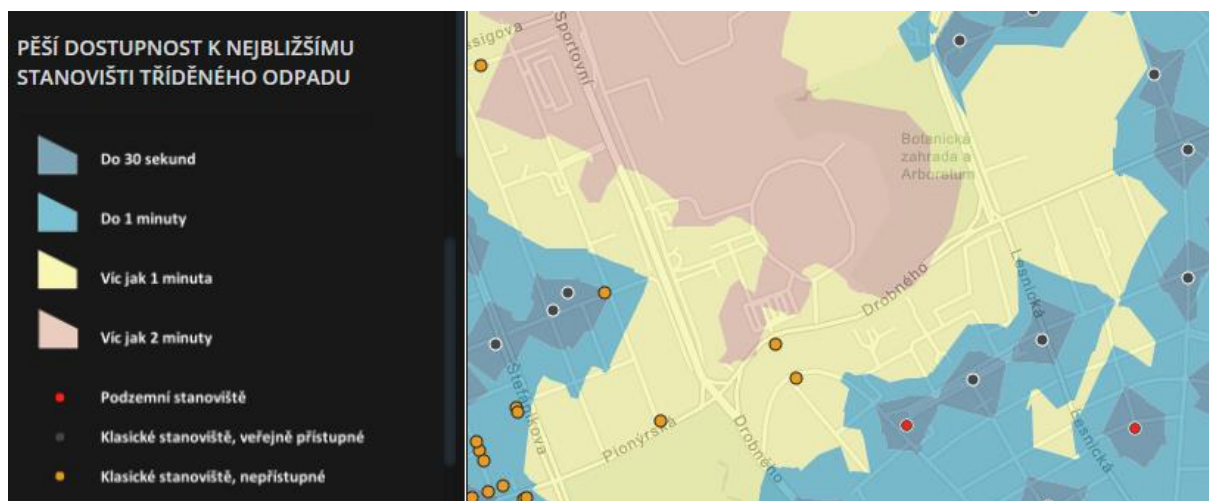 PĚŠÍ DOSTUPNOST K NEJBLIŽŠÍMU
STANOVIŠTI TŘÍDĚNÉHO ODPADU
Do 30 sekund
Do 1 minuty
Víc jak 1 minuta
Víc jak 2 minuty
Podzemní stanoviště
Klasické stanoviště, veřejně přístupné
Klasické stanoviště, nepřístupné
ssigova
Sportovní
Botanická
zahrada a
Arboratum
Lesnická
Drobného
Štefánikova
Pionýrská
Drobného
Lesnická